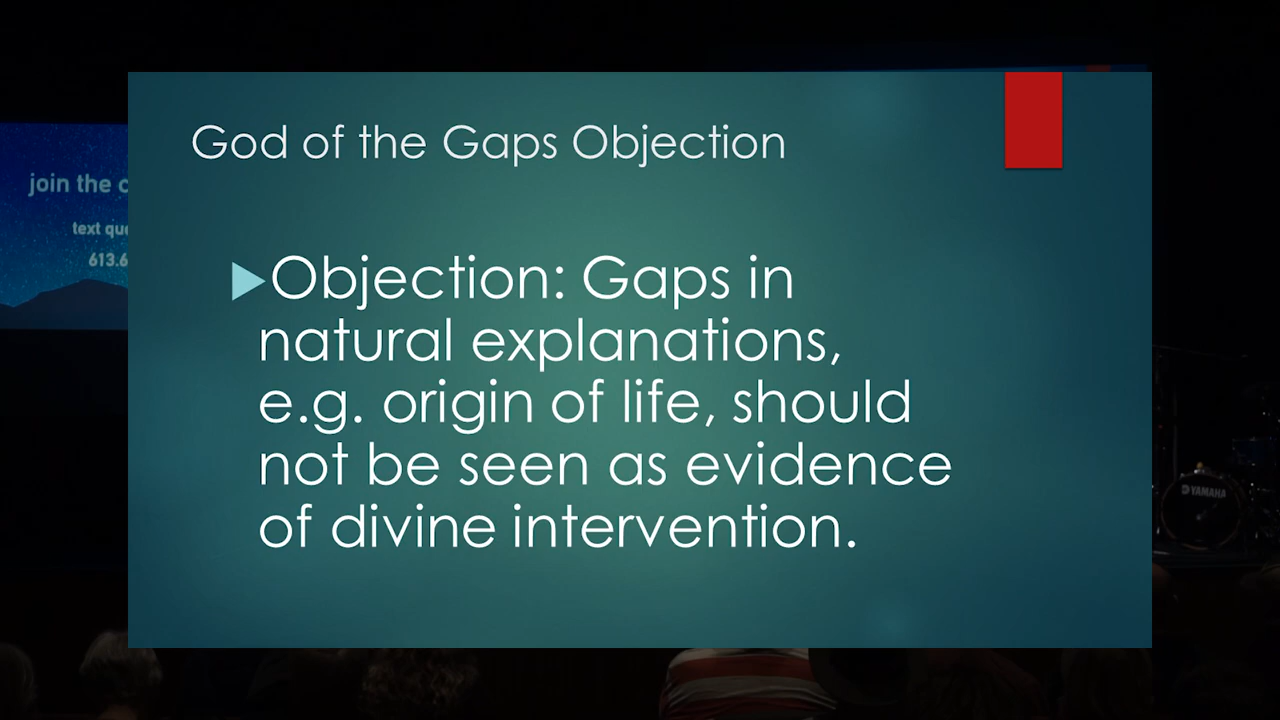 God of the Gaps Objection
Objection: Gaps in
natural explanations,
e.g. origin of life, should
not be seen as evidence
of divine intervention.
join the
text
613.6
YAMAHA